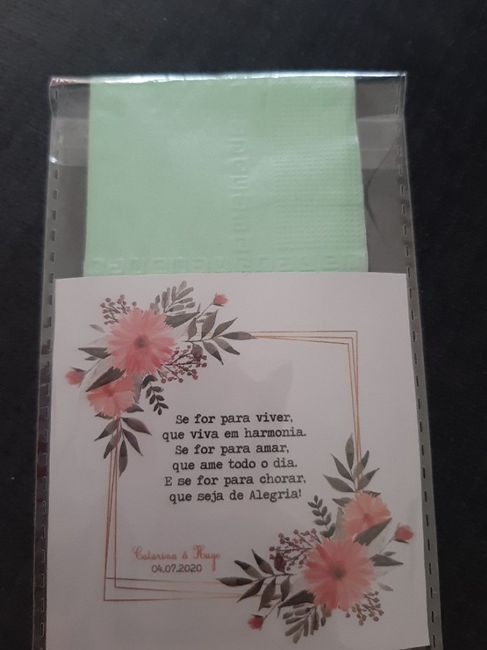 Se for para viver,
que viva em harmonia.
Se for para amar,
que ame todo o dia.
E se for para chorar,
que seja de Alegria!
Catarina & Hugo
04.07.2020